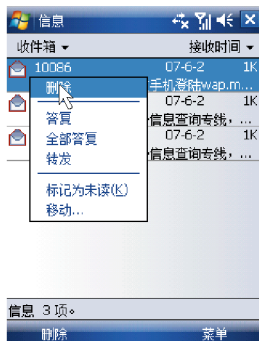 信息
收件箱 接收时间
10086 07-6-2 1K
手机登陆wap.m...
删除
07-6-2 1K
信息查询专线，...
07-6-2 1K
信息查询专线，...
答复
全部答复
转发
标记为未读(K)
移动...
信息 3 项。
删除 菜单